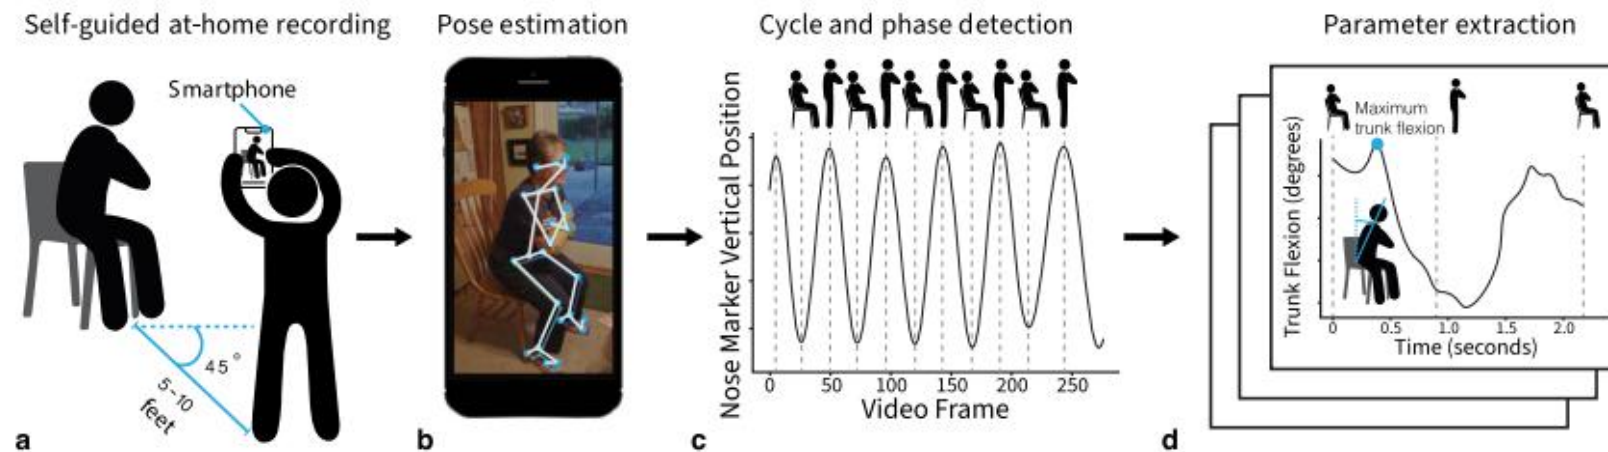 Self-guided at-home recording
Smartphone
45°
5-10
feet
a
Pose estimation
b
Cycle and phase detection
Nose Marker Vertical Position
0 50 100 150 200 250
Video Frame
c
Parameter extraction
Maximum
trunk flexion
Trunk Flexion (degrees)
0 0.5 1.0 1.5 2.0
Time (seconds)
d